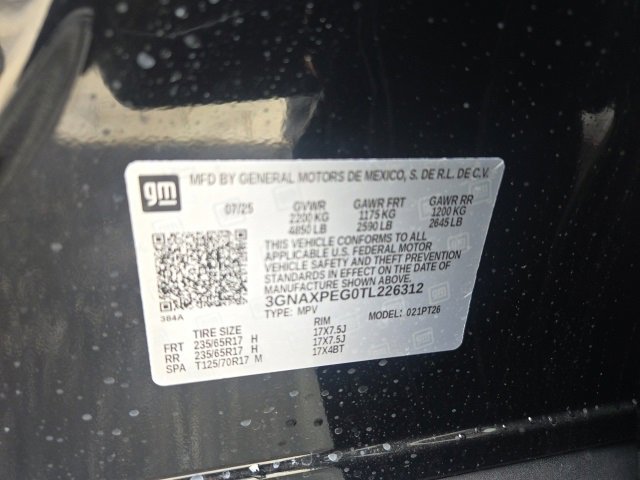 gm
MFD BY GENERAL MOTORS DE MEXICO, S. DE R.L. DE C.V.
07/25 GVWR GAWR FRT GAWR RR
2200 KG 1175 KG 1200 KG
4850 LB 2590 LB 2645 LB
THIS VEHICLE CONFORMS TO ALL
APPLICABLE U.S. FEDERAL MOTOR
VEHICLE SAFETY AND THEFT PREVENTION
STANDARDS IN EFFECT ON THE DATE OF
MANUFACTURE SHOWN ABOVE.
3GNAXPEG0TL226312
TYPE: MPV MODEL: 021PT26
384A
TIRE SIZE RIM
FRT 235/65R17 H 17X7.5J
RR 235/65R17 H 17X7.5J
SPA T125/70R17 M 17X4BT